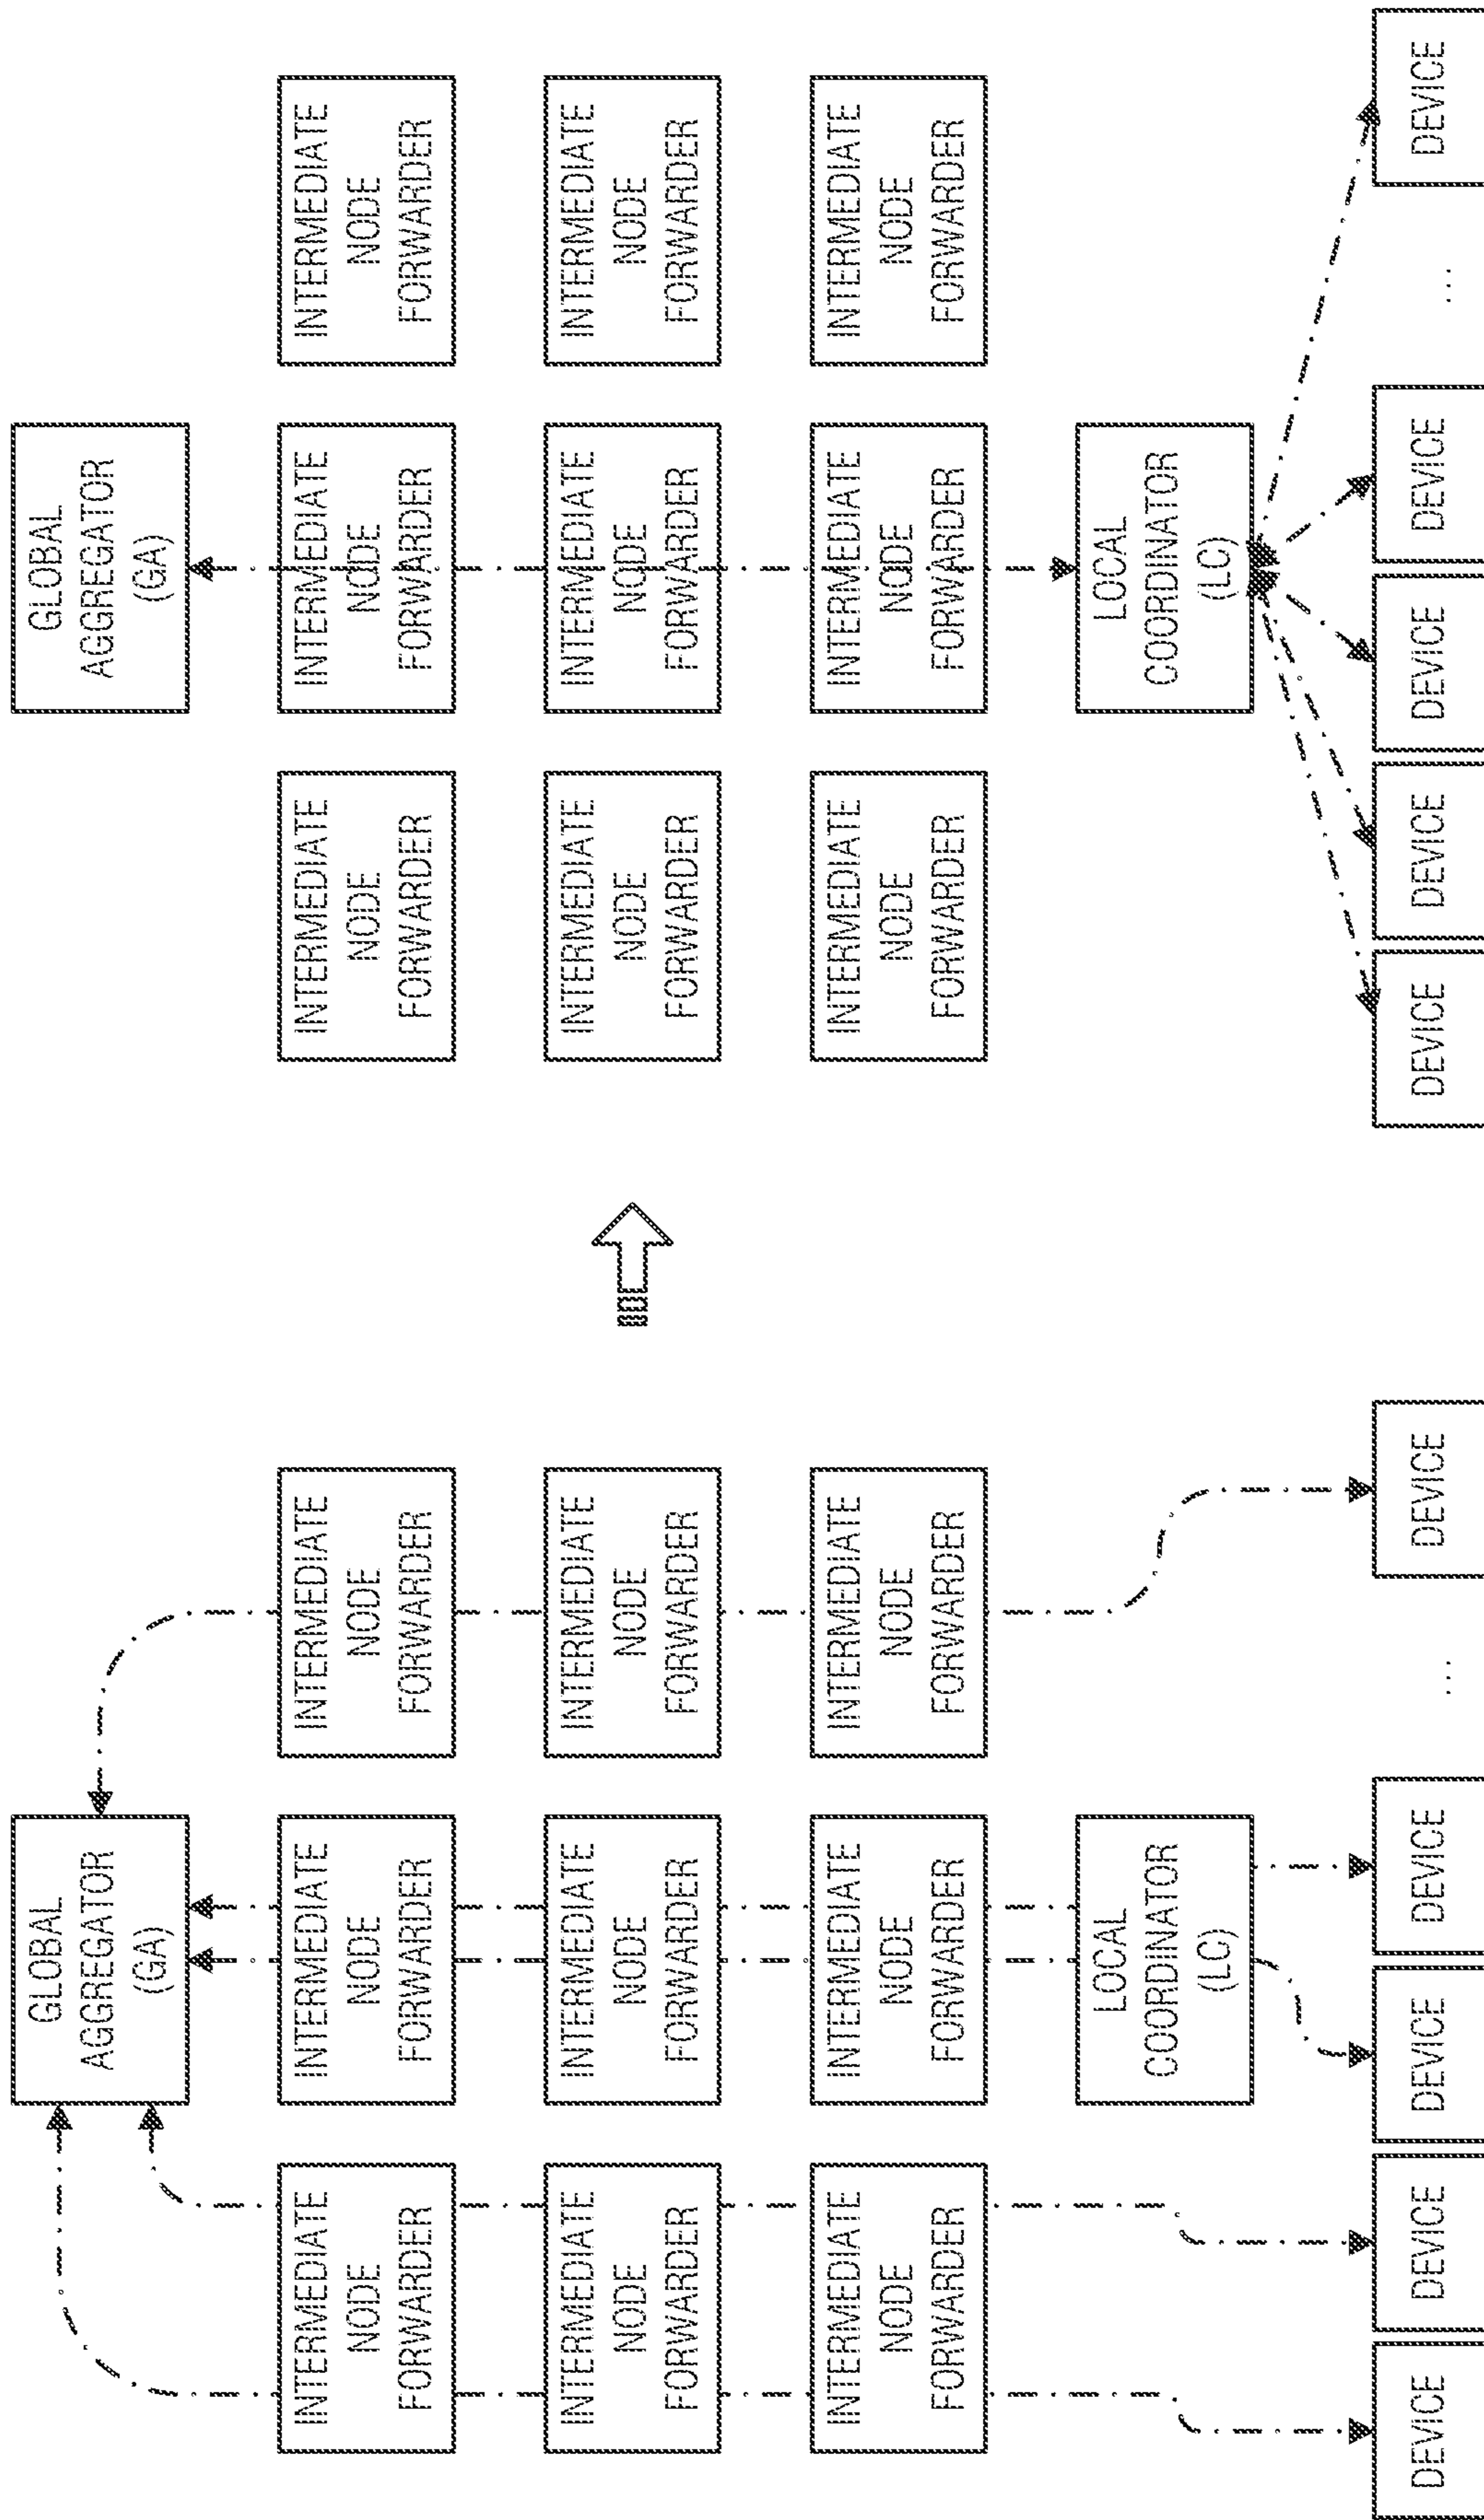 GLOBAL
AGGREGATOR
(GA)
INTERMEDIATE
NODE
FORWARDER
INTERMEDIATE
NODE
FORWARDER
INTERMEDIATE
NODE
FORWARDER
INTERMEDIATE
NODE
FORWARDER
INTERMEDIATE
NODE
FORWARDER
INTERMEDIATE
NODE
FORWARDER
INTERMEDIATE
NODE
FORWARDER
INTERMEDIATE
NODE
FORWARDER
INTERMEDIATE
NODE
FORWARDER
LOCAL
COORDINATOR
(LC)
DEVICE
DEVICE
DEVICE
DEVICE
...
DEVICE
GLOBAL
AGGREGATOR
(GA)
INTERMEDIATE
NODE
FORWARDER
INTERMEDIATE
NODE
FORWARDER
INTERMEDIATE
NODE
FORWARDER
INTERMEDIATE
NODE
FORWARDER
INTERMEDIATE
NODE
FORWARDER
INTERMEDIATE
NODE
FORWARDER
INTERMEDIATE
NODE
FORWARDER
INTERMEDIATE
NODE
FORWARDER
INTERMEDIATE
NODE
FORWARDER
LOCAL
COORDINATOR
(LC)
DEVICE
DEVICE
DEVICE
DEVICE
...
DEVICE